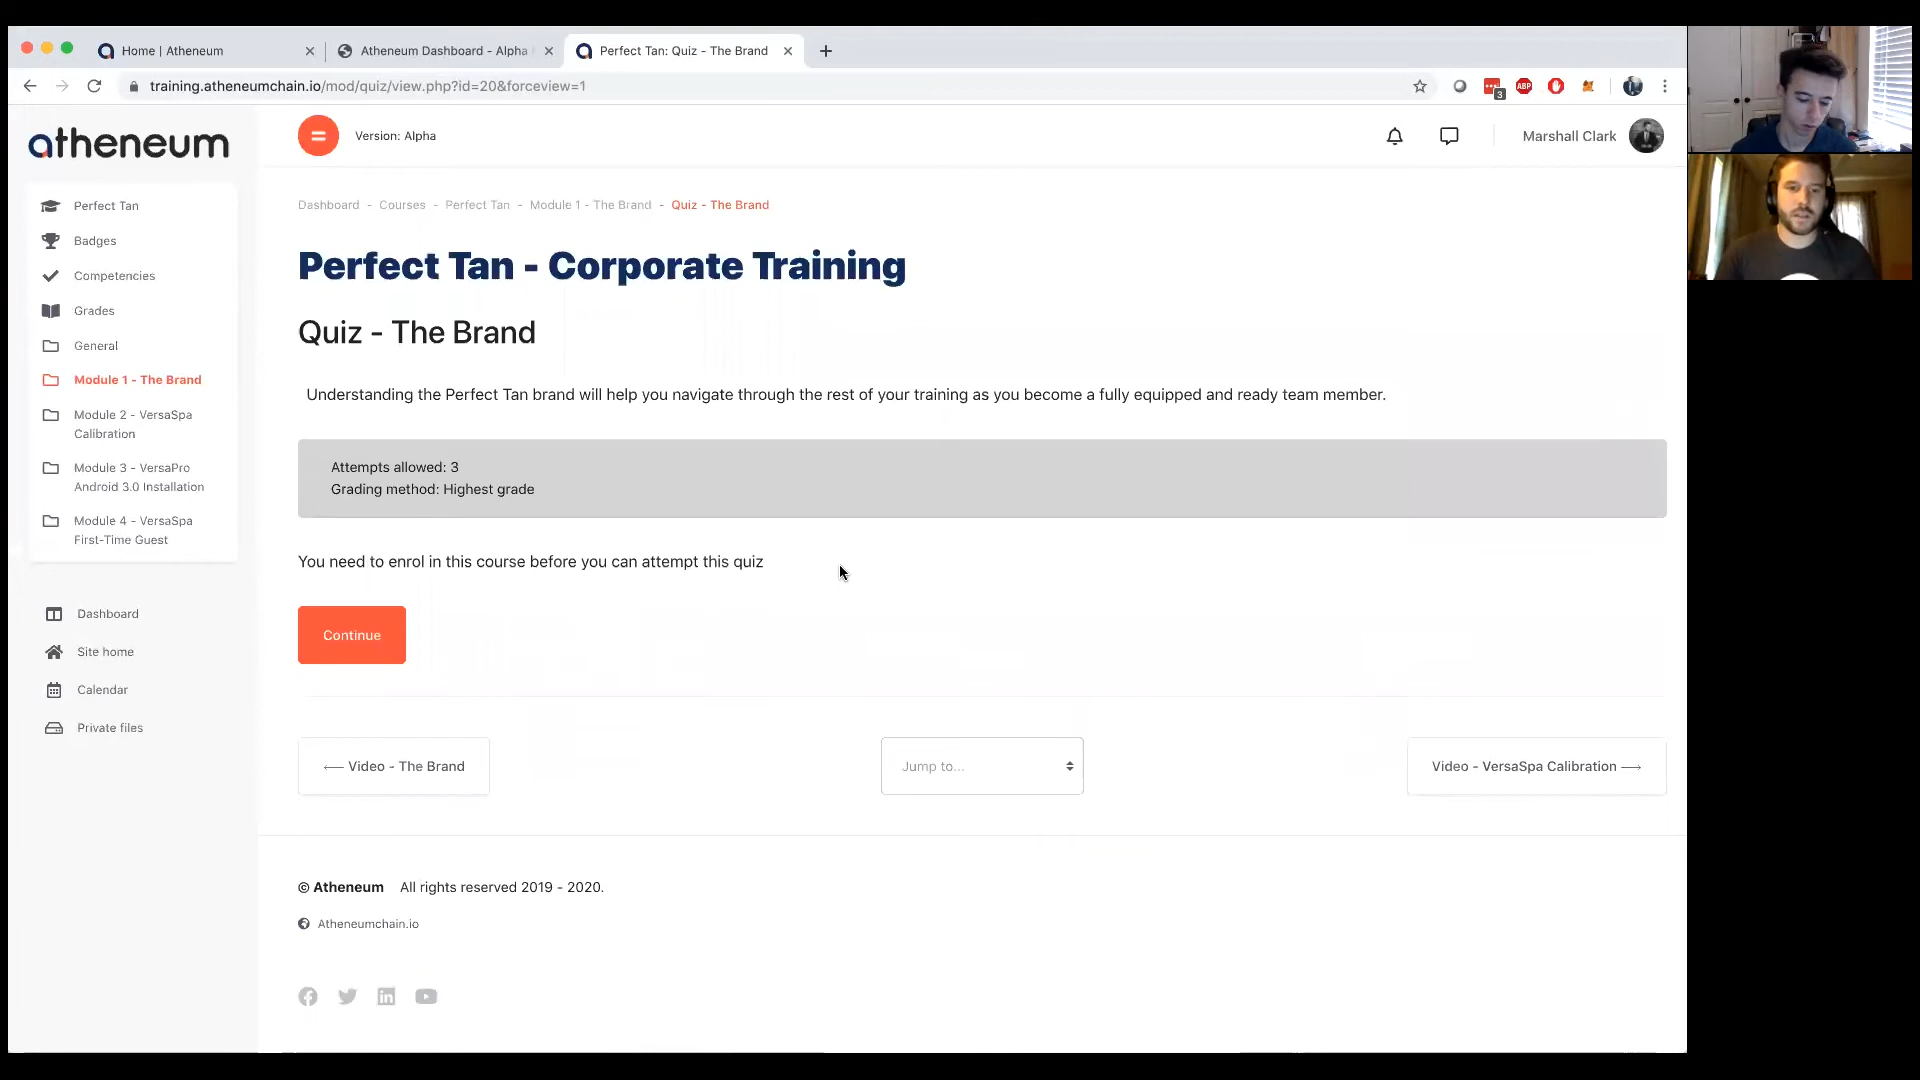 Home | Atheneum
Atheneum Dashboard - Alpha
Perfect Tan: Quiz - The Brand
training.atheneumchain.io/mod/quiz/view.php?id=20&forceview=1
3
ABP
atheneum
Version: Alpha
Marshall Clark
Perfect Tan
Badges
Competencies
Grades
General
Module 1 - The Brand
Module 2 - VersaSpa
Calibration
Module 3 - VersaPro
Android 3.0 Installation
Module 4 - VersaSpa
First-Time Guest
Dashboard
Site home
Calendar
Private files
Dashboard - Courses - Perfect Tan - Module 1 - The Brand - Quiz - The Brand
Perfect Tan - Corporate Training
Quiz - The Brand
Understanding the Perfect Tan brand will help you navigate through the rest of your training as you become a fully equipped and ready team member.
Attempts allowed: 3
Grading method: Highest grade
You need to enrol in this course before you can attempt this quiz
Continue
⟵ Video - The Brand
Jump to...
Video - VersaSpa Calibration ⟶
© Atheneum All rights reserved 2019 - 2020.
Atheneumchain.io